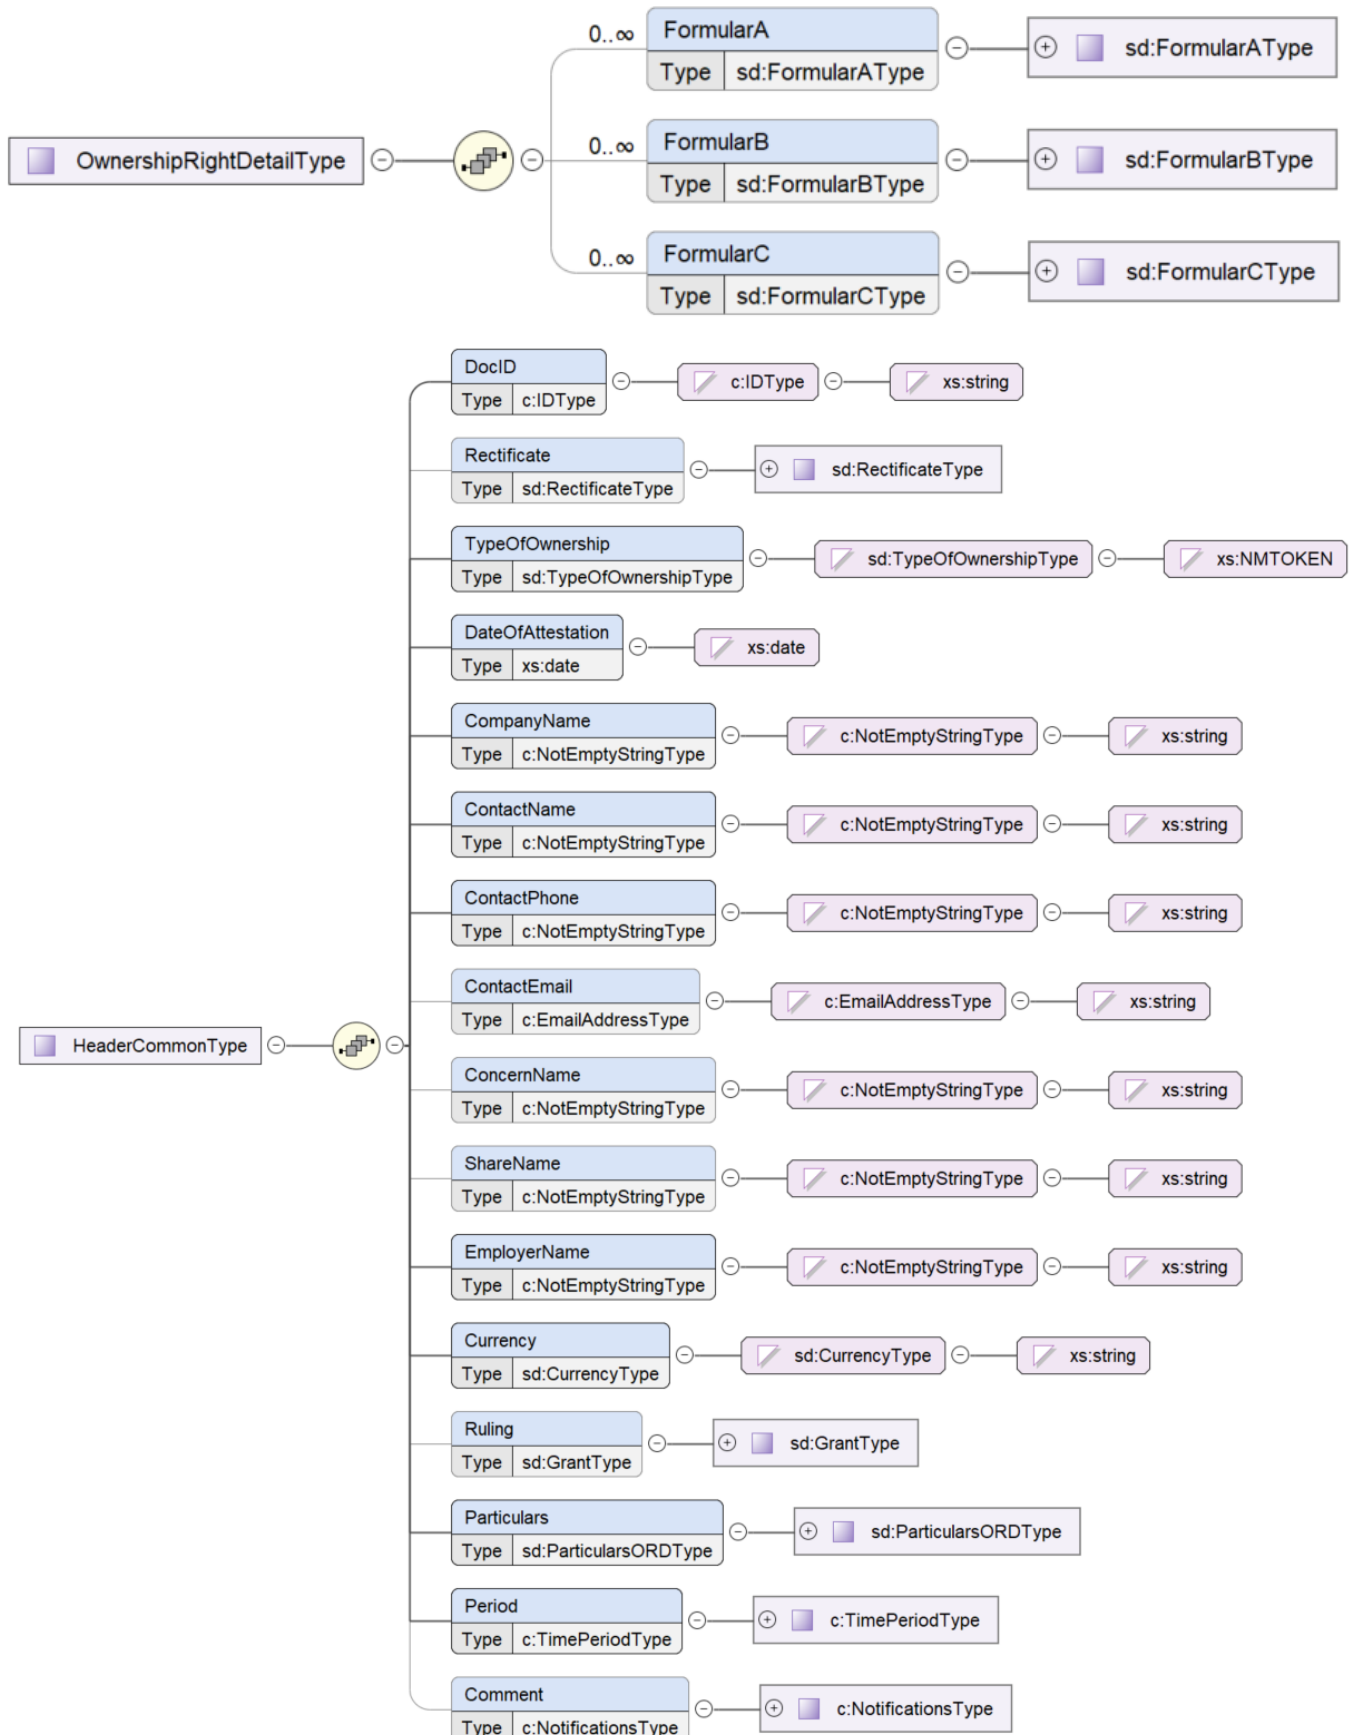 0..∞ FormularA
Type sd:FormularAType
sd:FormularAType
OwnershipRightDetailType
0..∞ FormularB
Type sd:FormularBType
sd:FormularBType
0..∞ FormularC
Type sd:FormularCType
sd:FormularCType
HeaderCommonType
DocID
Type c:IDType
c:IDType
xs:string
Rectificate
Type sd:RectificateType
sd:RectificateType
TypeOfOwnership
Type sd:TypeOfOwnershipType
sd:TypeOfOwnershipType
xs:NMTOKEN
DateOfAttestation
Type xs:date
xs:date
CompanyName
Type c:NotEmptyStringType
c:NotEmptyStringType
xs:string
ContactName
Type c:NotEmptyStringType
c:NotEmptyStringType
xs:string
ContactPhone
Type c:NotEmptyStringType
c:NotEmptyStringType
xs:string
ContactEmail
Type c:EmailAddressType
c:EmailAddressType
xs:string
ConcernName
Type c:NotEmptyStringType
c:NotEmptyStringType
xs:string
ShareName
Type c:NotEmptyStringType
c:NotEmptyStringType
xs:string
EmployerName
Type c:NotEmptyStringType
c:NotEmptyStringType
xs:string
Currency
Type sd:CurrencyType
sd:CurrencyType
xs:string
Ruling
Type sd:GrantType
sd:GrantType
Particulars
Type sd:ParticularsORDType
sd:ParticularsORDType
Period
Type c:TimePeriodType
c:TimePeriodType
Comment
Type c:NotificationsType
c:NotificationsType